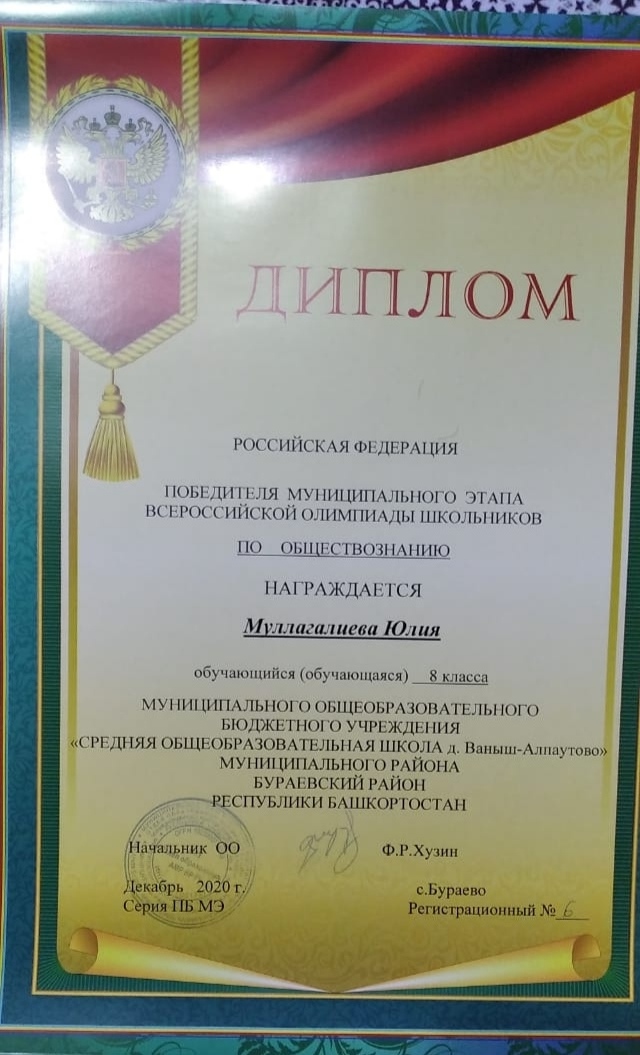 ДИПЛОМ
РОССИЙСКАЯ ФЕДЕРАЦИЯ
ПОБЕДИТЕЛЯ МУНИЦИПАЛЬНОГО ЭТАПА
ВСЕРОССИЙСКОЙ ОЛИМПИАДЫ ШКОЛЬНИКОВ
ПО ОБЩЕСТВОЗНАНИЮ
НАГРАЖДАЕТСЯ
Муллагалиева Юлия
обучающийся (обучающаяся) 8 класса
МУНИЦИПАЛЬНОГО ОБЩЕОБРАЗОВАТЕЛЬНОГО
БЮДЖЕТНОГО УЧРЕЖДЕНИЯ
«СРЕДНЯЯ ОБЩЕОБРАЗОВАТЕЛЬНАЯ ШКОЛА д. Ваныш-Алпаутово»
МУНИЦИПАЛЬНОГО РАЙОНА
БУРАЕВСКИЙ РАЙОН
РЕСПУБЛИКИ БАШКОРТОСТАН
Начальник ОО Ф.Р.Хузин
Декабрь 2020 г. с.Бураево
Серия ПБ МЭ Регистрационный № 6